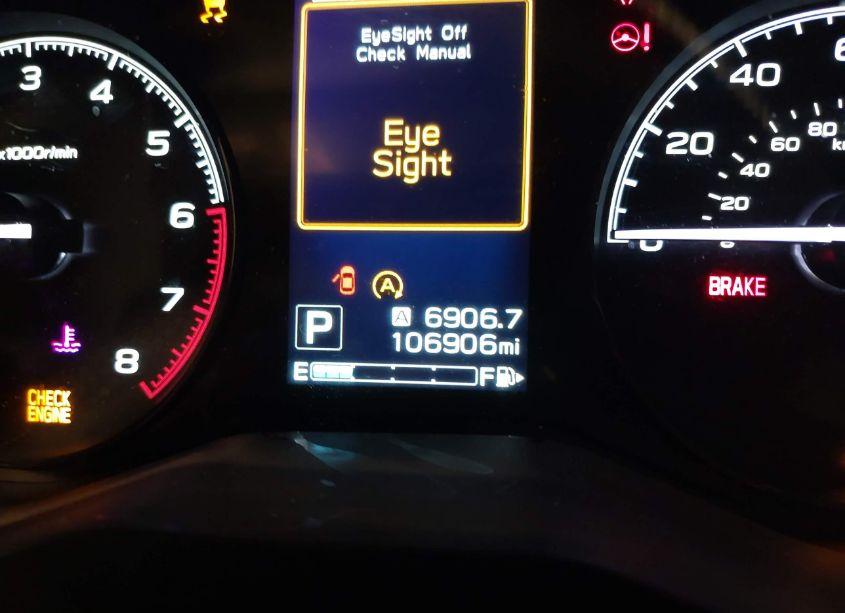 EyeSight Off
Check Manual
Eye
Sight
3
4
5
6
7
8
x1000r/min
CHECK
ENGINE
A
P
A 6906.7
106906mi
E F
0
20
40
20
40
60
80
BRAKE